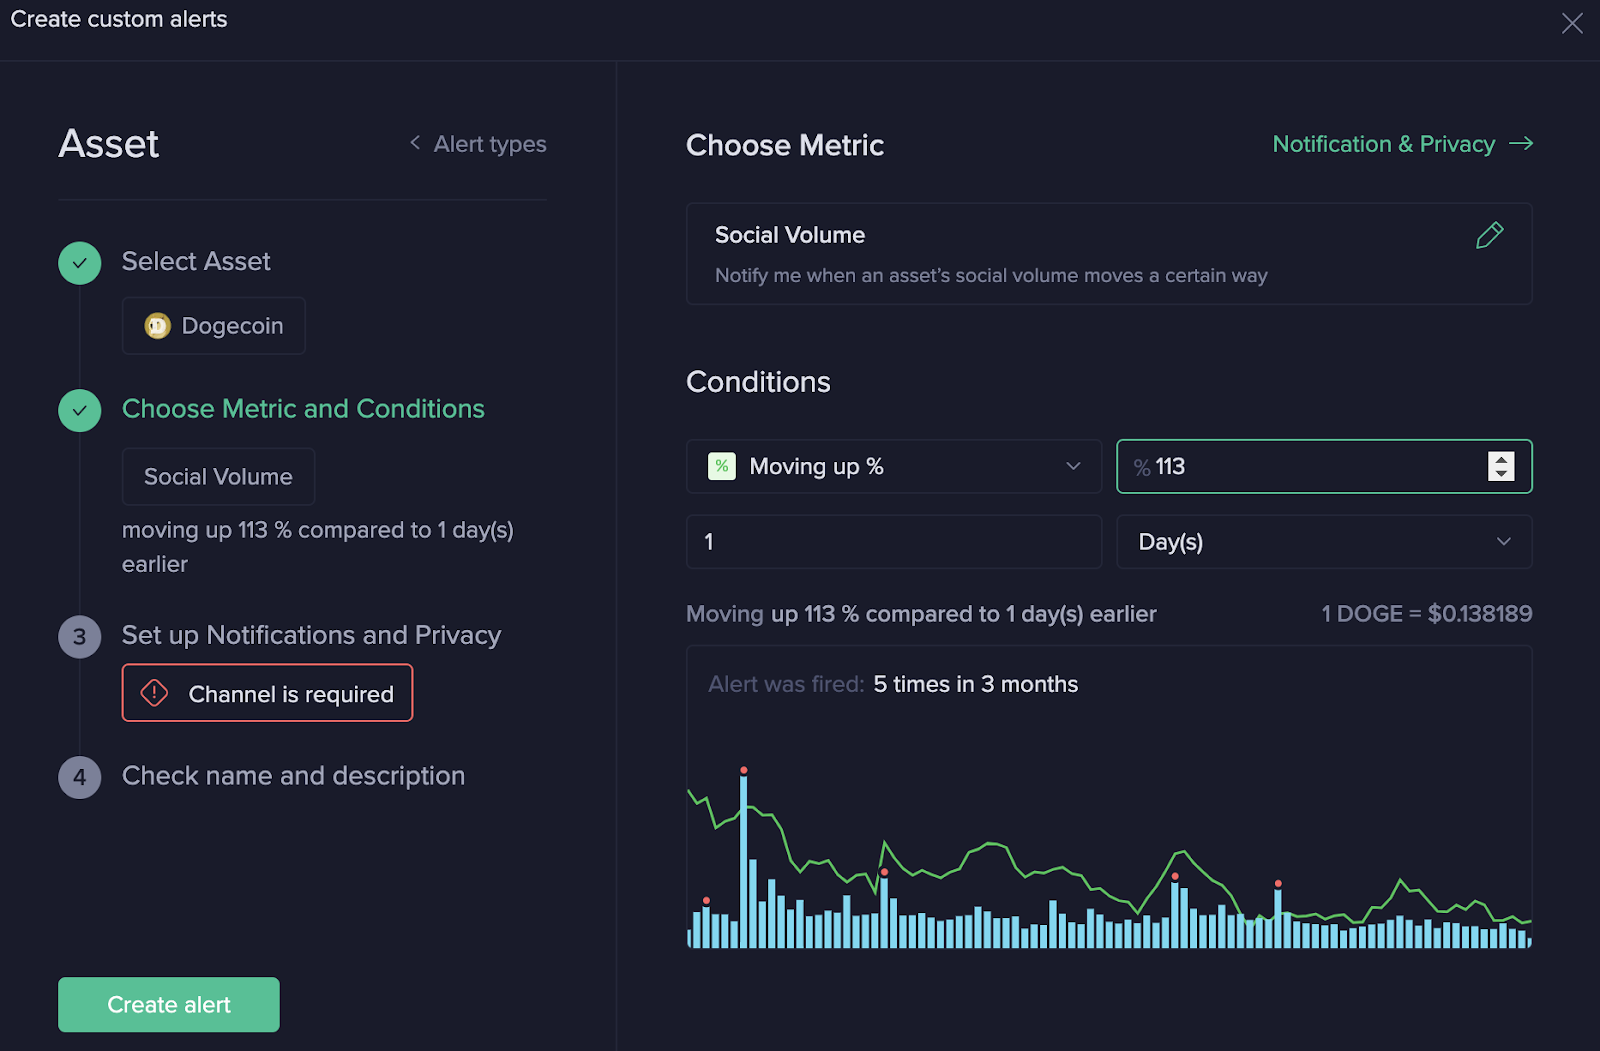 Create custom alerts
Asset
Alert types
Select Asset
Dogecoin
Choose Metric and Conditions
Social Volume
moving up 113 % compared to 1 day(s)
earlier
3
Set up Notifications and Privacy
Channel is required
4
Check name and description
Create alert
Choose Metric
Notification & Privacy
Social Volume
Notify me when an asset’s social volume moves a certain way
Conditions
% Moving up %
% 113
1
Day(s)
Moving up 113 % compared to 1 day(s) earlier
1 DOGE = $0.138189
Alert was fired: 5 times in 3 months